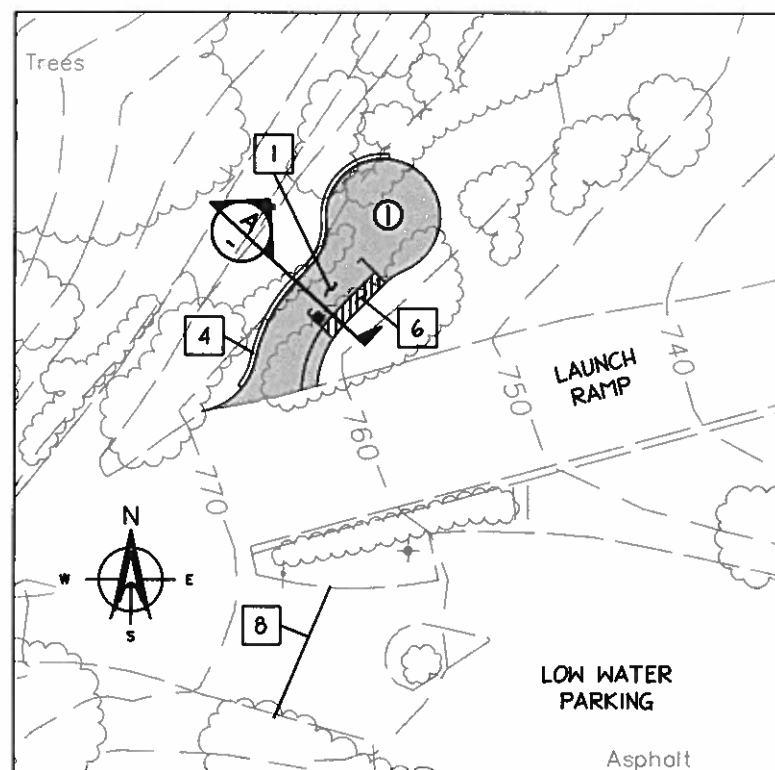 Trees
1
1
A
-
4
6
LAUNCH
RAMP
740
750
760
770
N
W
E
S
8
LOW WATER
PARKING
Asphalt